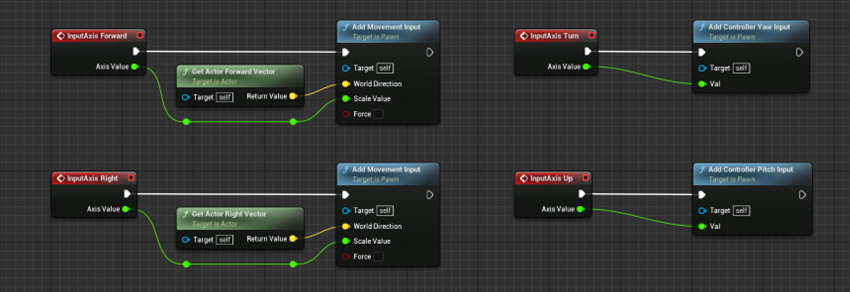 InputAxis Forward
Axis Value
Get Actor Forward Vector
Target is Actor
Target self Return Value
Add Movement Input
Target is Pawn
Target self
World Direction
Scale Value
Force
InputAxis Turn
Axis Value
Add Controller Yaw Input
Target is Pawn
Target self
Val
InputAxis Right
Axis Value
Get Actor Right Vector
Target is Actor
Target self Return Value
Add Movement Input
Target is Pawn
Target self
World Direction
Scale Value
Force
InputAxis Up
Axis Value
Add Controller Pitch Input
Target is Pawn
Target self
Val